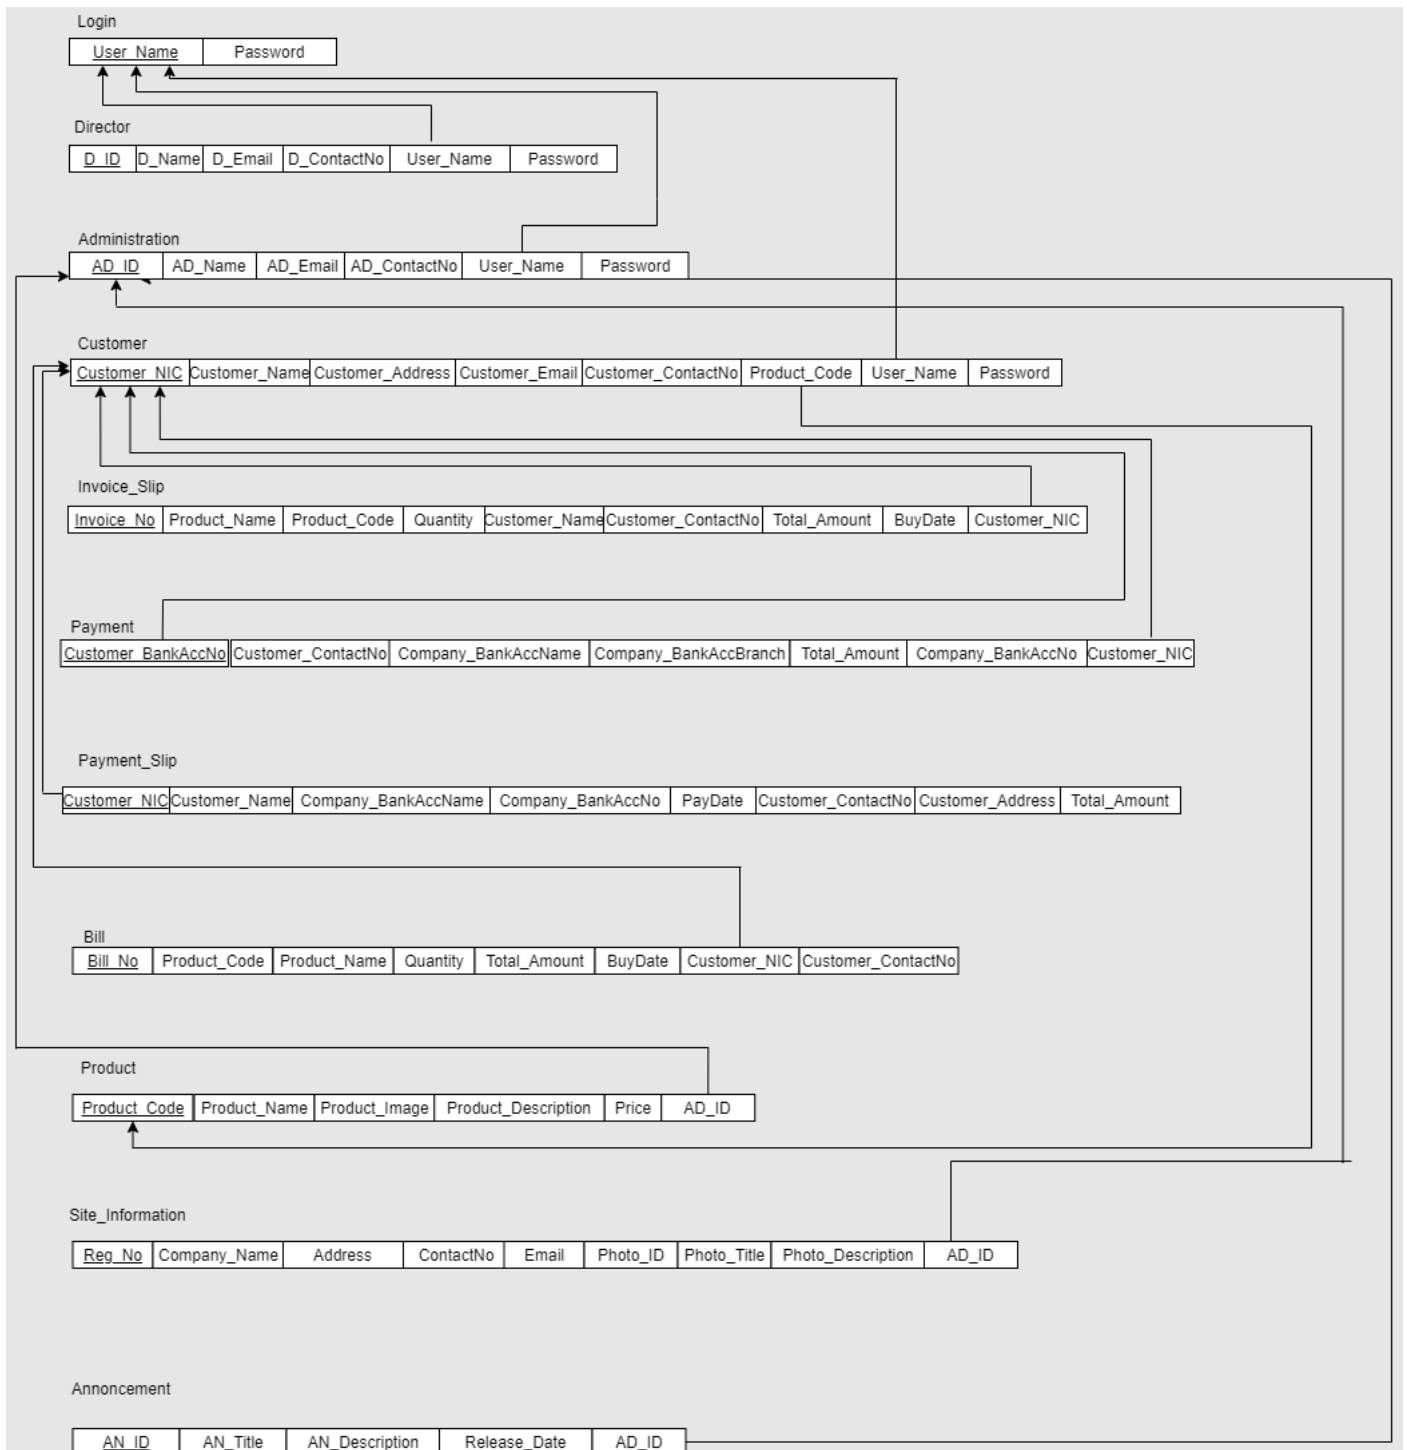 Login
User_Name Password
Director
D_ID D_Name D_Email D_ContactNo User_Name Password
Administration
AD_ID AD_Name AD_Email AD_ContactNo User_Name Password
Customer
Customer_NIC Customer_Name Customer_Address Customer_Email Customer_ContactNo Product_Code User_Name Password
Invoice_Slip
Invoice_No Product_Name Product_Code Quantity Customer_Name Customer_ContactNo Total_Amount BuyDate Customer_NIC
Payment
Customer_BankAccNo Customer_ContactNo Company_BankAccName Company_BankAccBranch Total_Amount Company_BankAccNo Customer_NIC
Payment_Slip
Customer_NIC Customer_Name Company_BankAccName Company_BankAccNo PayDate Customer_ContactNo Customer_Address Total_Amount
Bill
Bill_No Product_Code Product_Name Quantity Total_Amount BuyDate Customer_NIC Customer_ContactNo
Product
Product_Code Product_Name Product_Image Product_Description Price AD_ID
Site_Information
Reg_No Company_Name Address ContactNo Email Photo_ID Photo_Title Photo_Description AD_ID
Annoncement
AN_ID AN_Title AN_Description Release_Date AD_ID